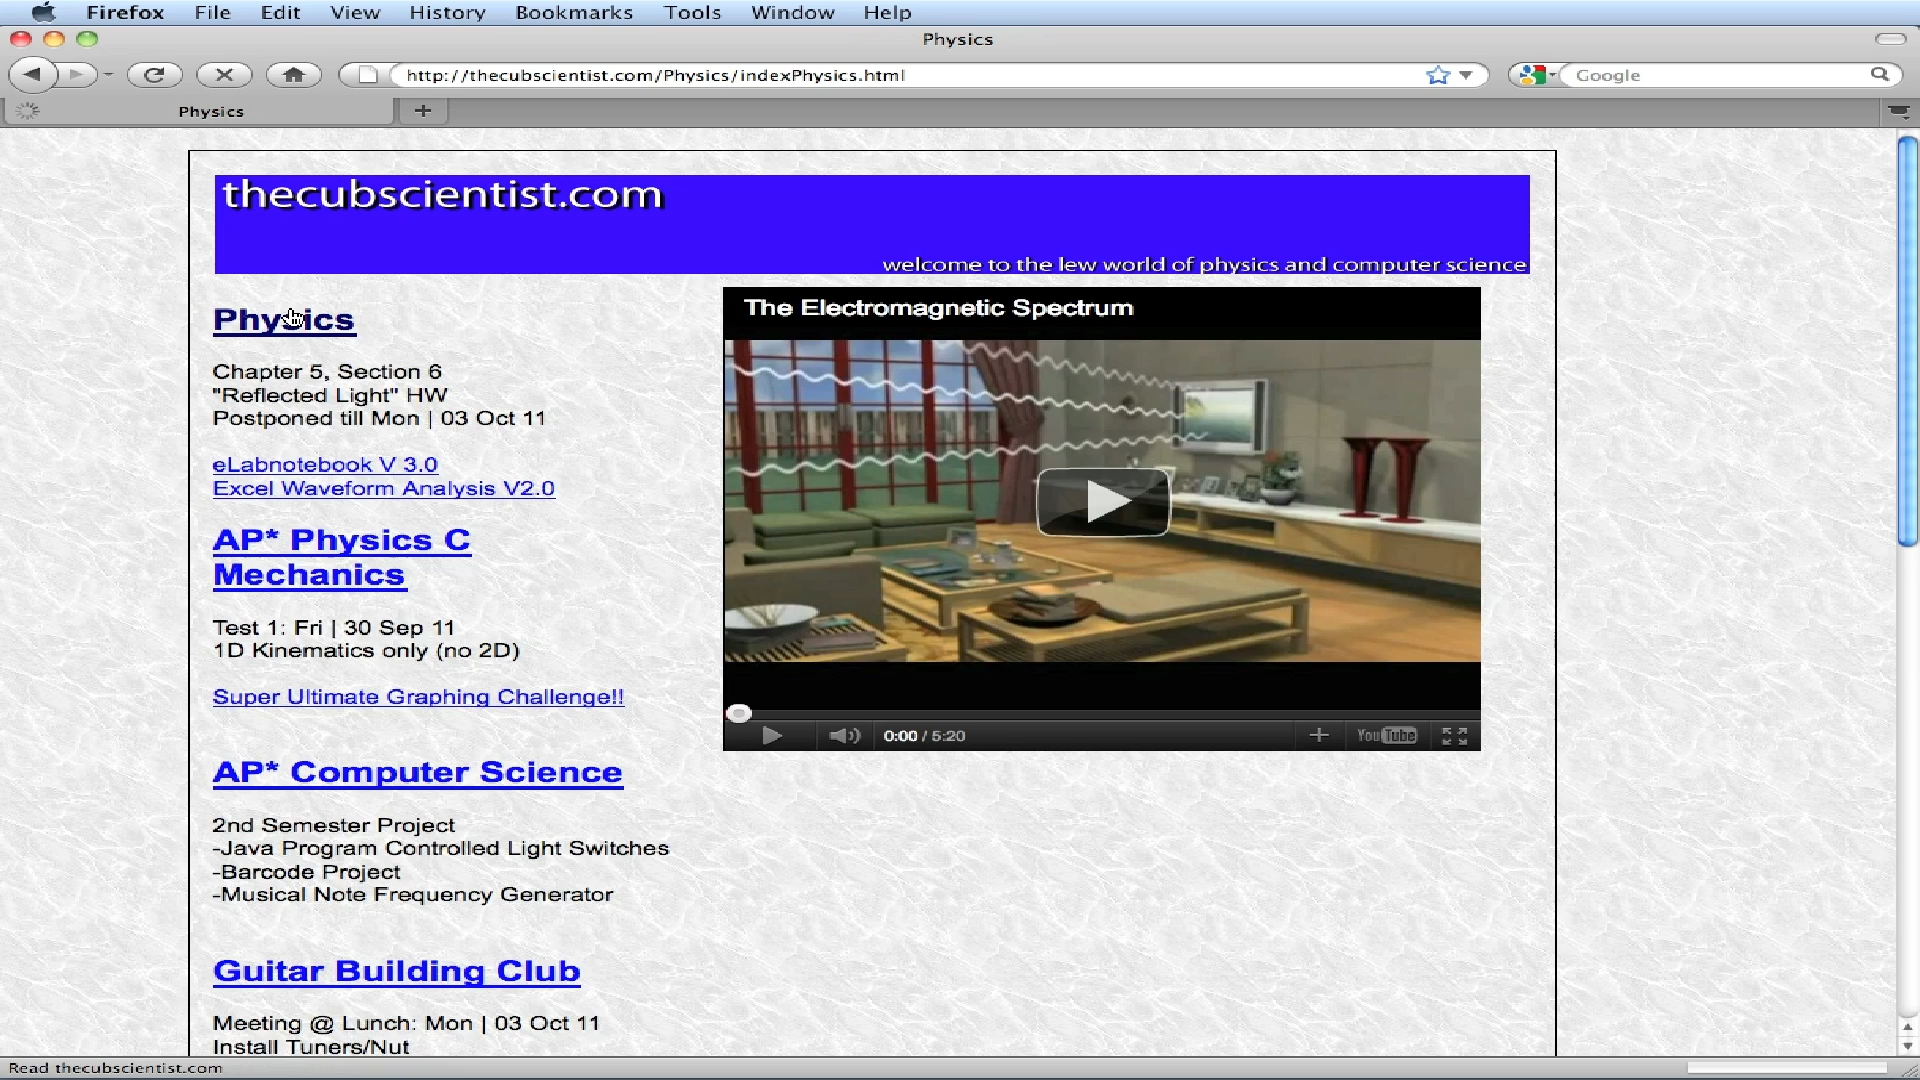 Firefox File Edit View History Bookmarks Tools Window Help
Physics
http://thecubscientist.com/Physics/indexPhysics.html
Google
Physics
thecubscientist.com
welcome to the lew world of physics and computer science
Physics
Chapter 5, Section 6
"Reflected Light" HW
Postponed till Mon | 03 Oct 11
eLabnotebook V 3.0
Excel Waveform Analysis V2.0
AP* Physics C
Mechanics
Test 1: Fri | 30 Sep 11
1D Kinematics only (no 2D)
Super Ultimate Graphing Challenge!!
AP* Computer Science
2nd Semester Project
-Java Program Controlled Light Switches
-Barcode Project
-Musical Note Frequency Generator
Guitar Building Club
Meeting @ Lunch: Mon | 03 Oct 11
Install Tuners/Nut
The Electromagnetic Spectrum
0:00 / 5:20
YouTube
Read thecubscientist.com